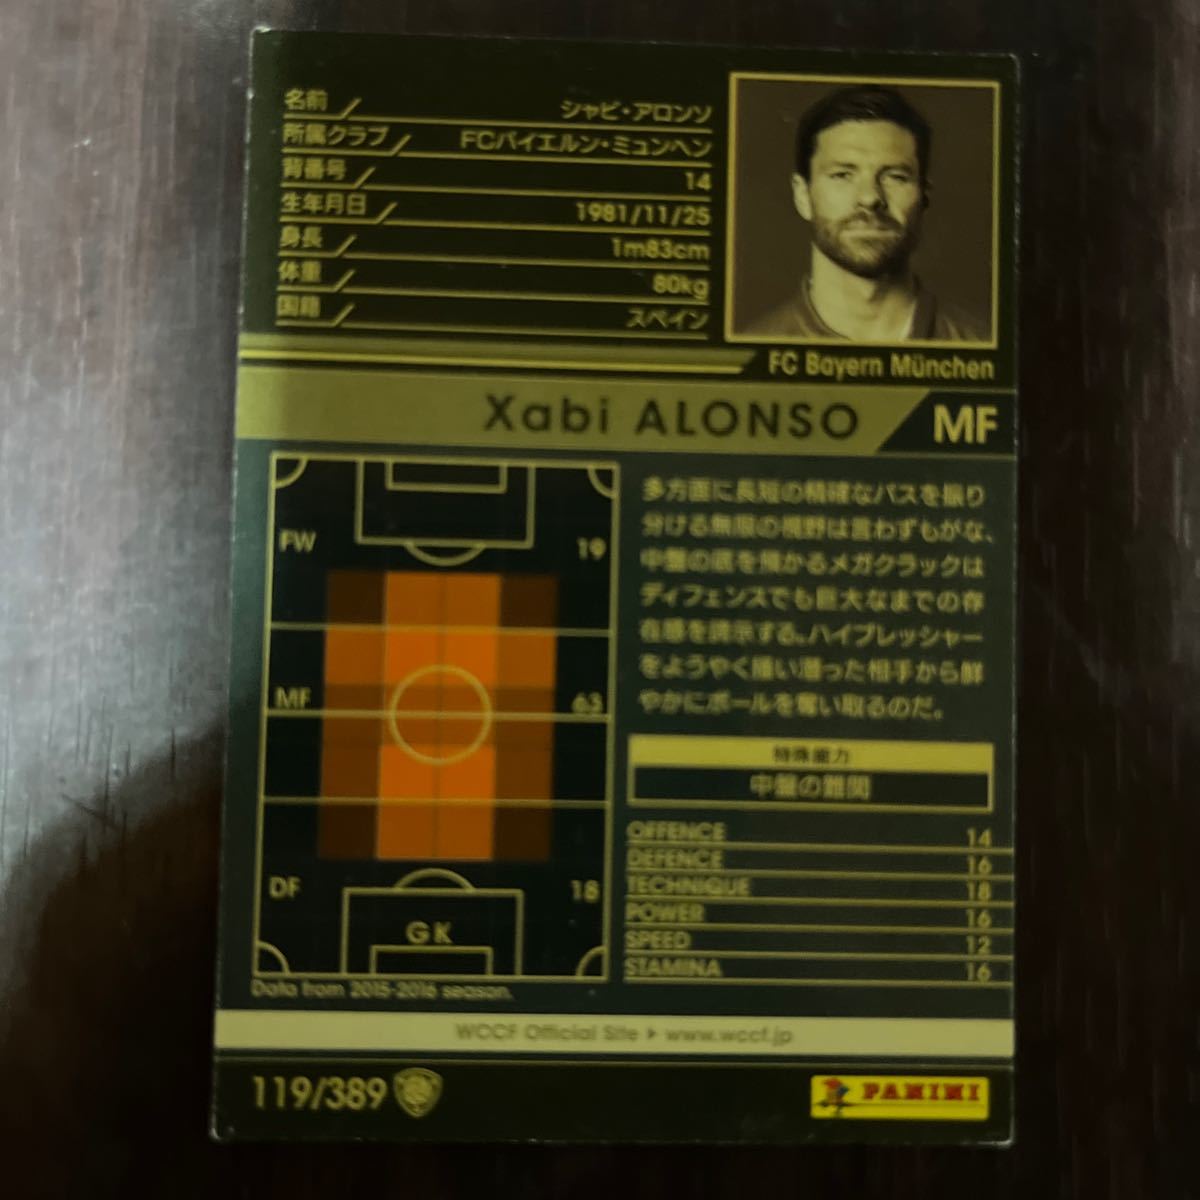 名前 シャビ・アロンソ
所属クラブ FCバイエルン・ミュンヘン
背番号 14
生年月日 1981/11/25
身長 1m83cm
体重 80kg
国籍 スペイン
FC Bayern München
Xabi ALONSO MF
FW 19
MF 63
DF 18
GK
Data from 2015-2016 season.
多方面に長短の精確なパスを振り
分ける無限の視野は言わずもがな、
中盤の底を預かるメガクラックは
ディフェンスでも巨大なまでの存
在感を誇示する。ハイプレッシャー
をようやく掻い潜った相手から鮮
やかにボールを奪い取るのだ。
特殊能力
中盤の難関
OFFENCE 14
DEFENCE 16
TECHNIQUE 18
POWER 16
SPEED 12
STAMINA 16
WCCF Official Site ▶ www.wccf.jp
119/389
PANINI